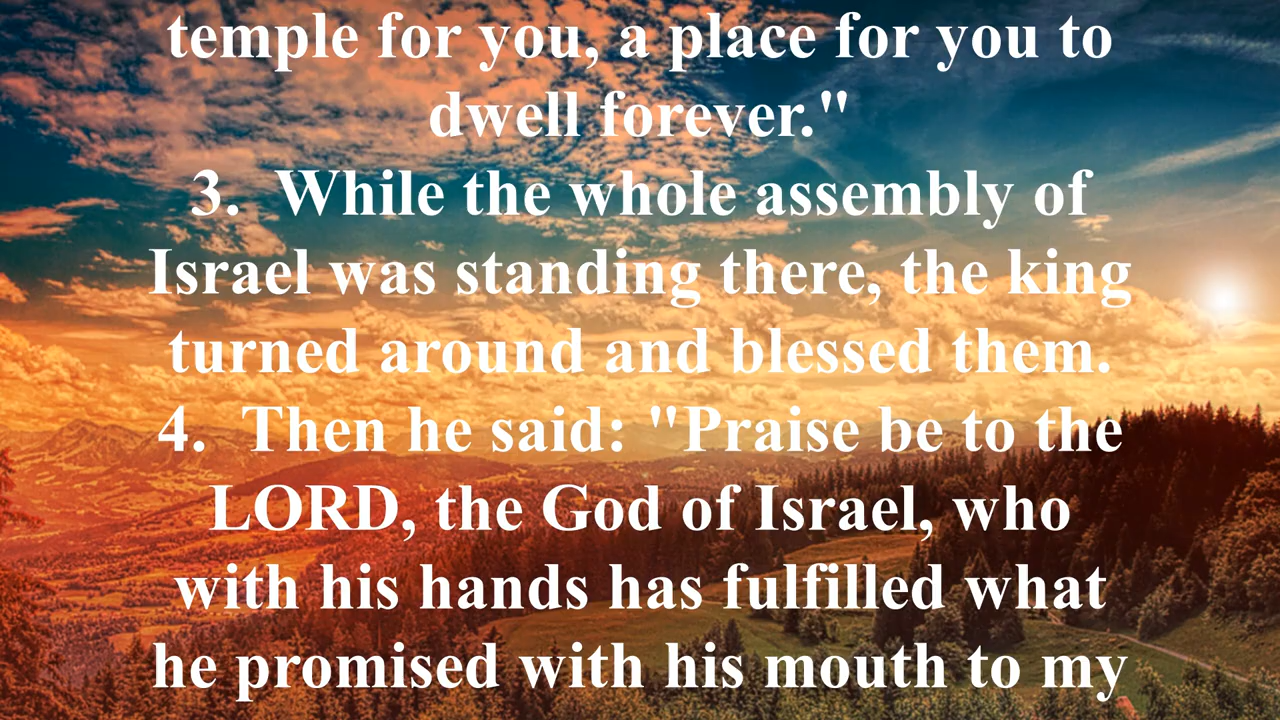 temple for you, a place for you to
dwell forever."
3.  While the whole assembly of
Israel was standing there, the king
turned around and blessed them.
4.  Then he said: "Praise be to the
LORD, the God of Israel, who
with his hands has fulfilled what
he promised with his mouth to my